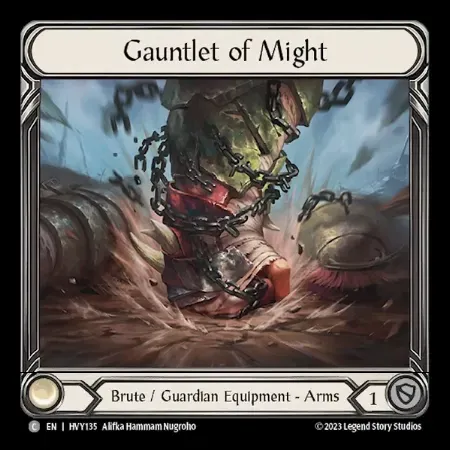 Gauntlet of Might
Brute / Guardian Equipment - Arms 1
C EN | HVY135 Alifka Hammam Nugroho ©2023 Legend Story Studios